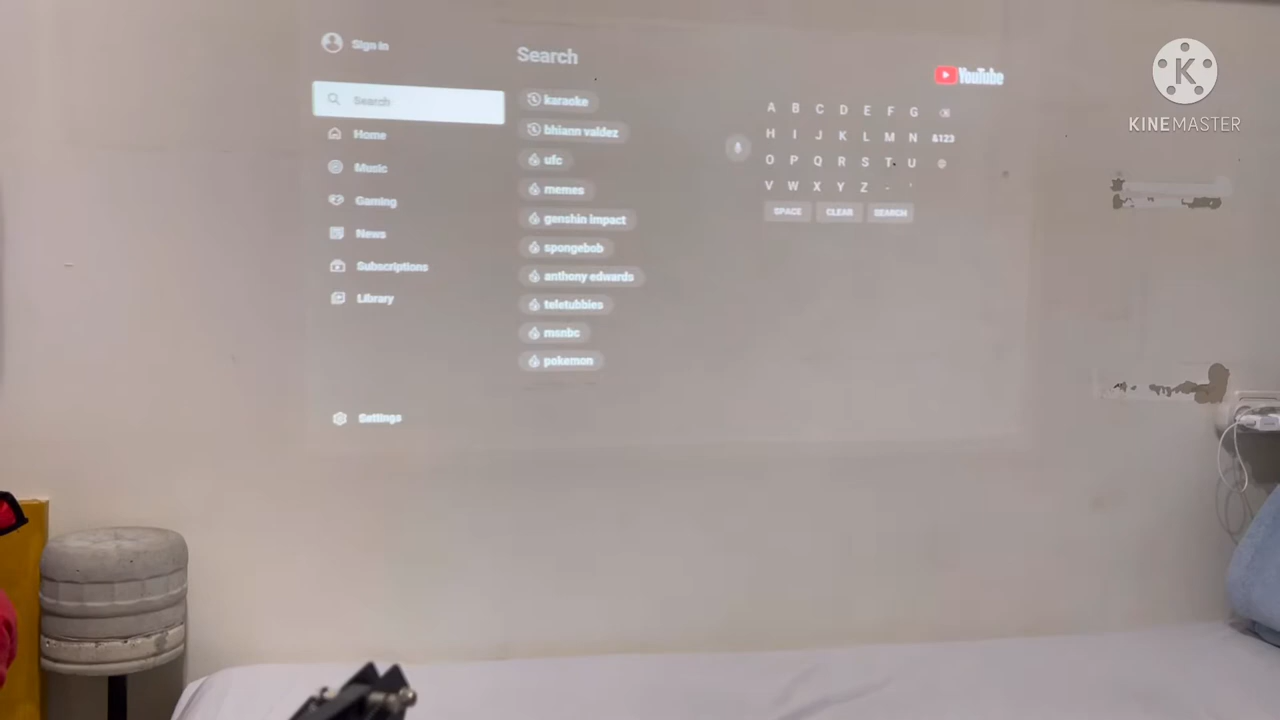 Sign in
Search
Home
Music
Gaming
News
Subscriptions
Library
Settings
Search
karaoke
bhiann valdez
ufc
memes
genshin impact
spongebob
anthony edwards
teletubbies
msnbc
pokemon
YouTube
A B C D E F G
H I J K L M N &123
O P Q R S T U
V W X Y Z - '
SPACE CLEAR SEARCH
KINEMASTER